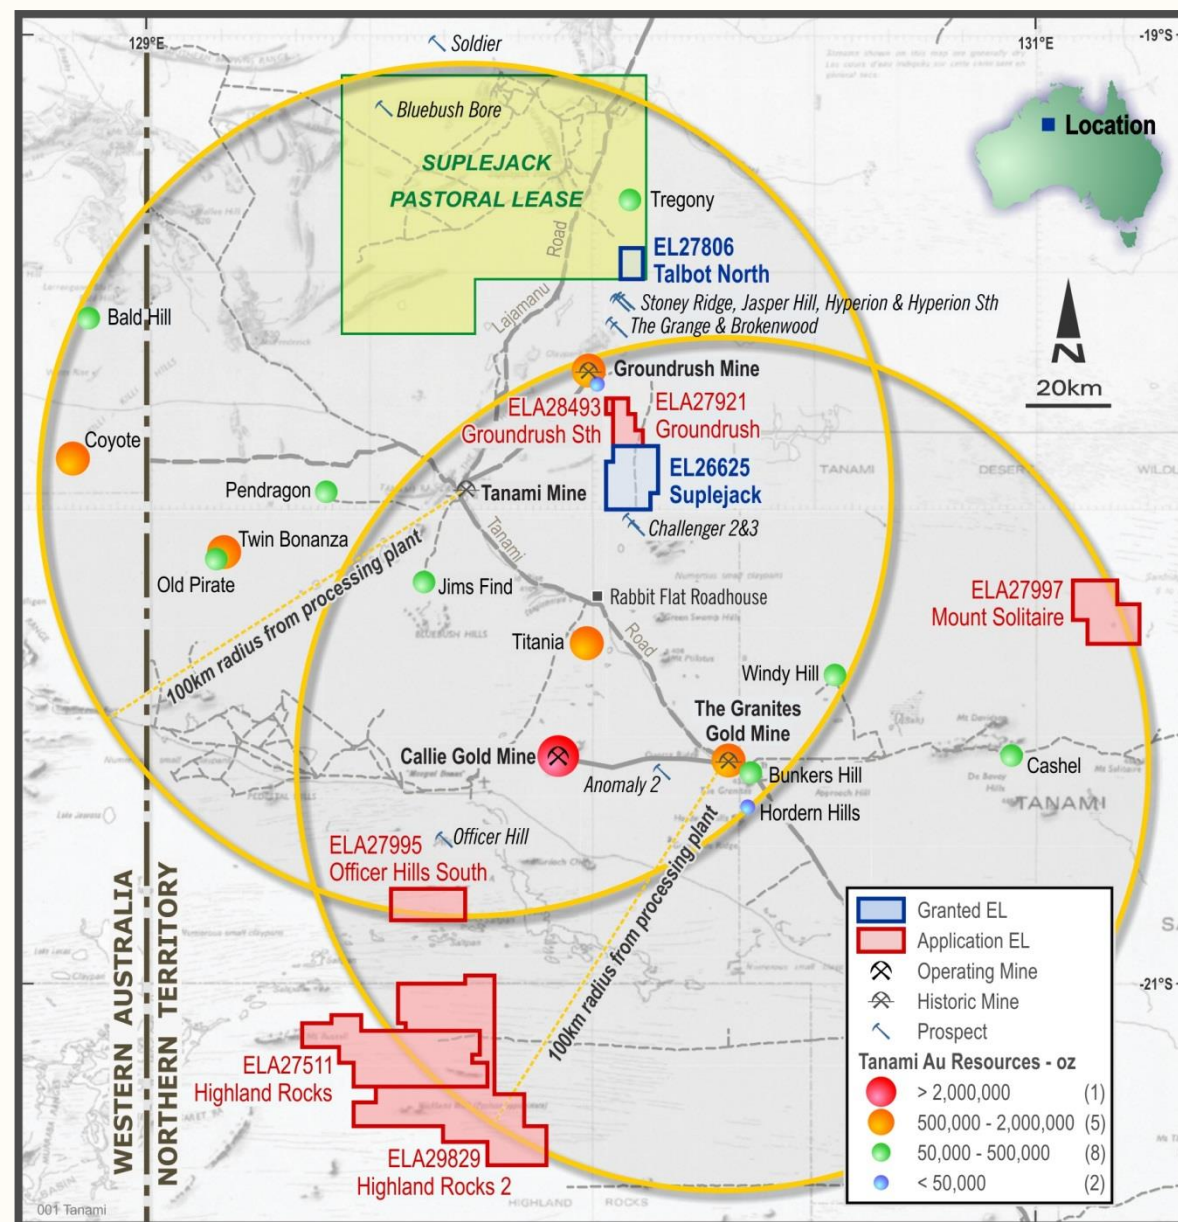 129°E
131°E
-19°S
Soldier
Bluebush Bore
SUPLEJACK
PASTORAL LEASE
Location
Tregony
Road
EL27806
Talbot North
Stoney Ridge, Jasper Hill, Hyperion & Hyperion Sth
The Grange & Brokenwood
Lajamanu
Bald Hill
N
20km
Groundrush Mine
ELA28493
Groundrush Sth
ELA27921
Groundrush
Coyote
EL26625
Suplejack
TANAMI
DESERT
Pendragon
Tanami Mine
Challenger 2&3
Tanami
Twin Bonanza
Old Pirate
Jims Find
Rabbit Flat Roadhouse
ELA27997
Mount Solitaire
BLUEBUSH HILLS
Titania
Road
100km radius from processing plant
Windy Hill
The Granites
Gold Mine
Callie Gold Mine
Anomaly 2
Bunkers Hill
Cashel
Hordern Hills
TANAMI
Officer Hill
ELA27995
Officer Hills South
100km radius from processing plant
WESTERN AUSTRALIA
NORTHERN TERRITORY
-21°S
ELA27511
Highland Rocks
ELA29829
Highland Rocks 2
HIGHLAND ROCKS
Granted EL
Application EL
Operating Mine
Historic Mine
Prospect
Tanami Au Resources - oz
> 2,000,000 (1)
500,000 - 2,000,000 (5)
50,000 - 500,000 (8)
< 50,000 (2)
001 Tanami